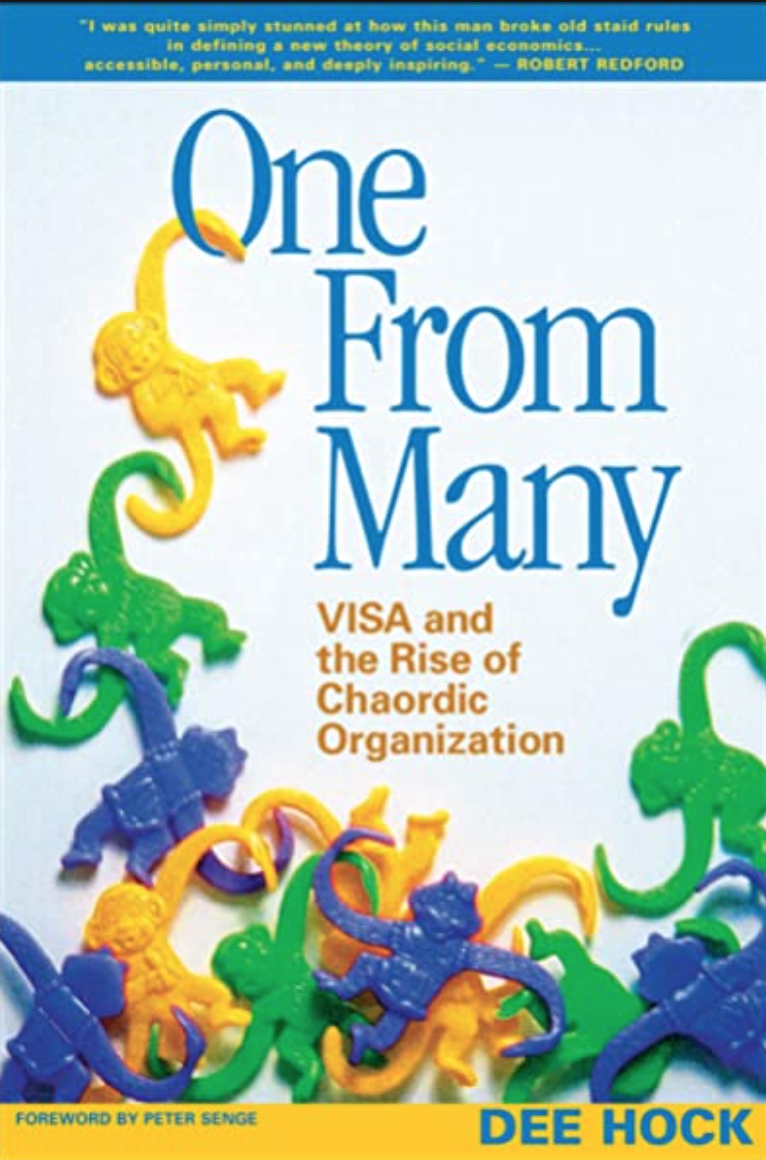 "I was quite simply stunned at how this man broke old staid rules
in defining a new theory of social economics...
accessible, personal, and deeply inspiring." — ROBERT REDFORD
One
From
Many
VISA and
the Rise of
Chaordic
Organization
FOREWORD BY PETER SENGE
DEE HOCK